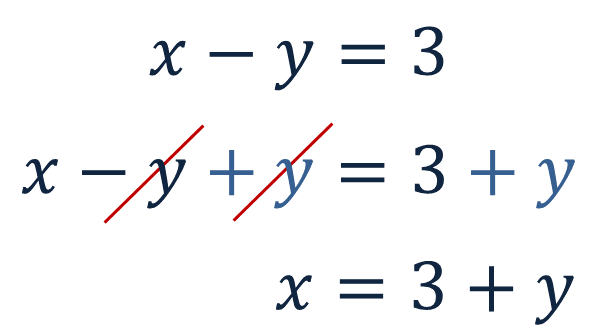 x − y = 3
x − y + y = 3 + y
x = 3 + y